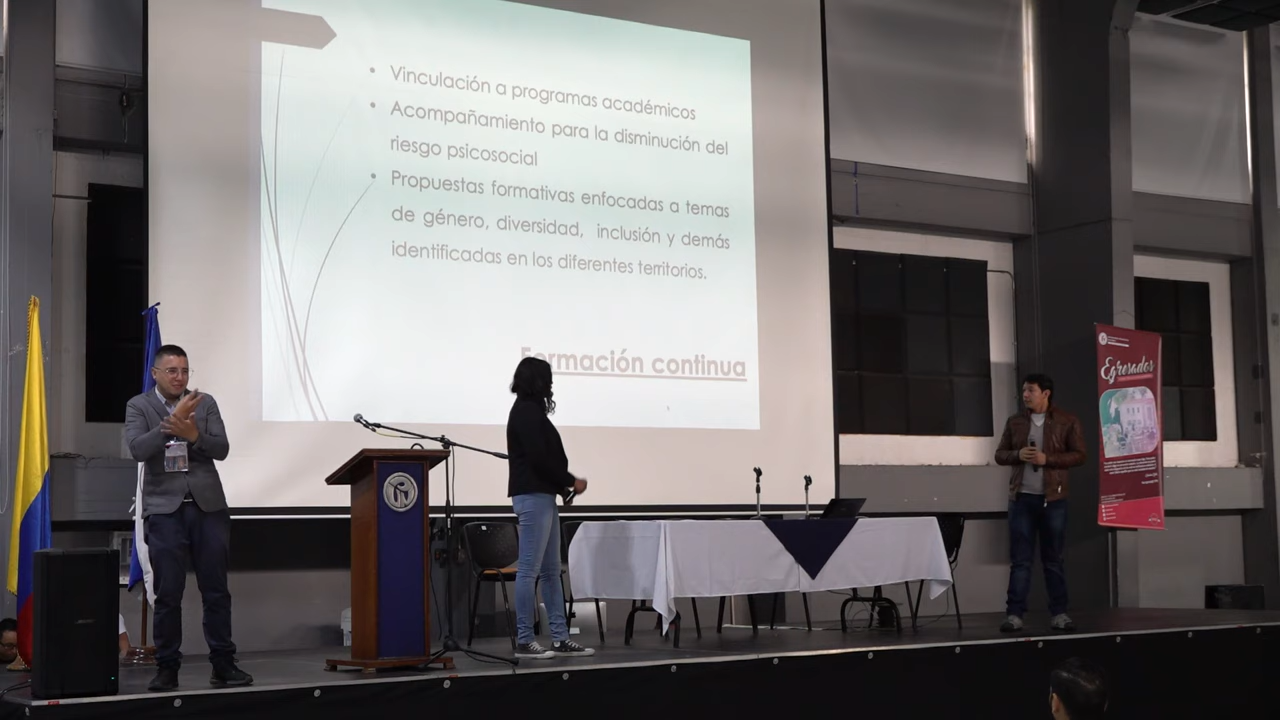 • Vinculación a programas académicos
• Acompañamiento para la disminución del
riesgo psicosocial
• Propuestas formativas enfocadas a temas
de género, diversidad, inclusión y demás
identificadas en los diferentes territorios.
Formación continua
Egresados